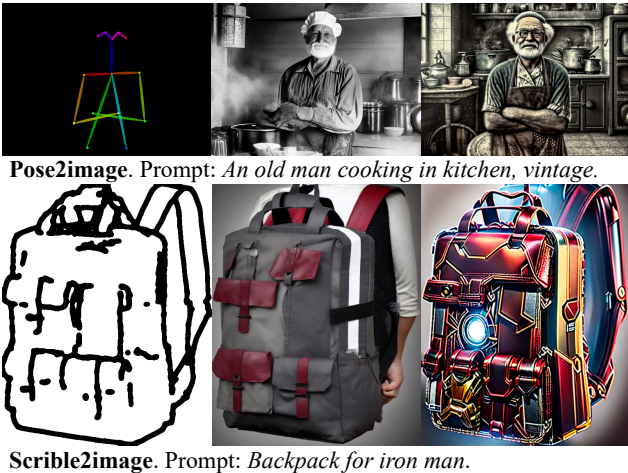 Pose2image. Prompt: An old man cooking in kitchen, vintage.
Scrible2image. Prompt: Backpack for iron man.